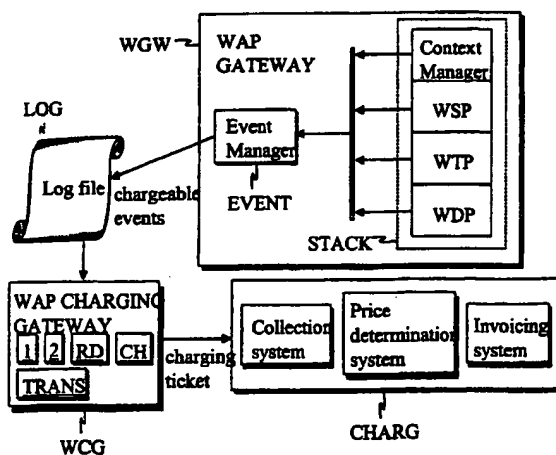 WGW
WAP
GATEWAY
Context
Manager
WSP
WTP
WDP
STACK
Event
Manager
EVENT
LOG
Log file
chargeable
events
WAP CHARGING
GATEWAY
1 2 RD CH
TRANS
WCG
charging
ticket
Collection
system
Price
determination
system
Invoicing
system
CHARG